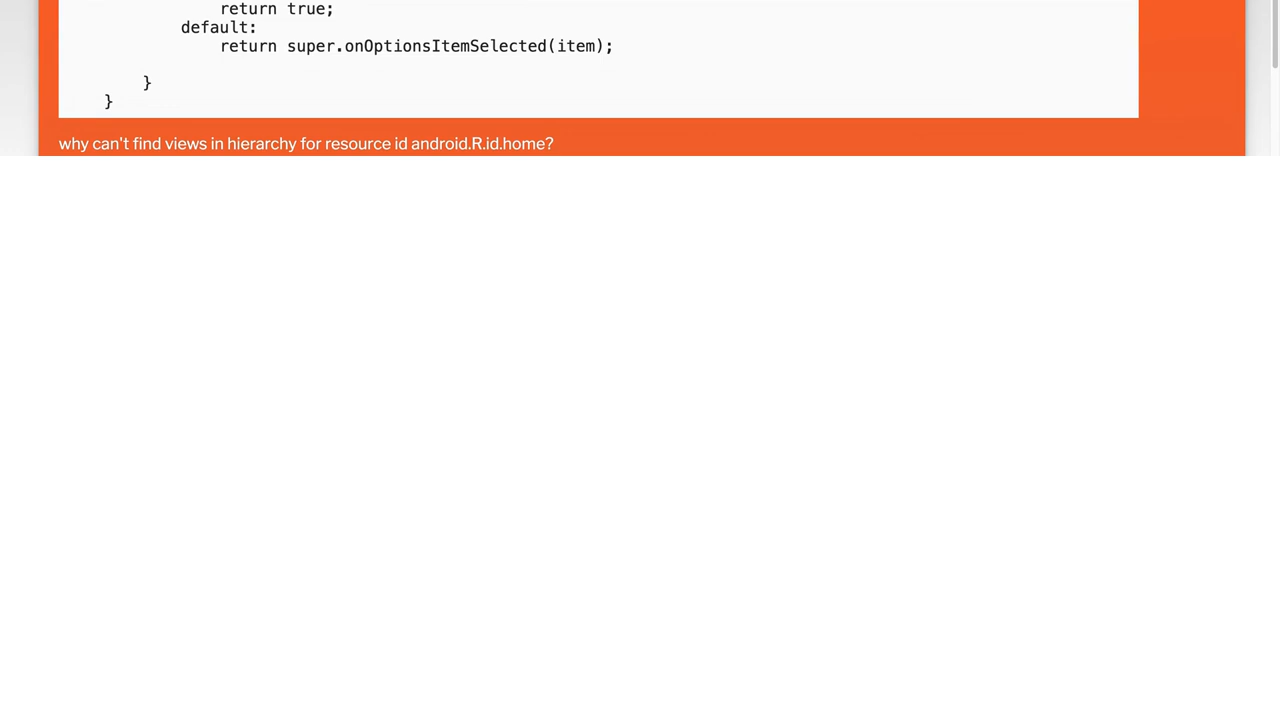 return true;
default:
return super.onOptionsItemSelected(item);
}
}
why can't find views in hierarchy for resource id android.R.id.home?